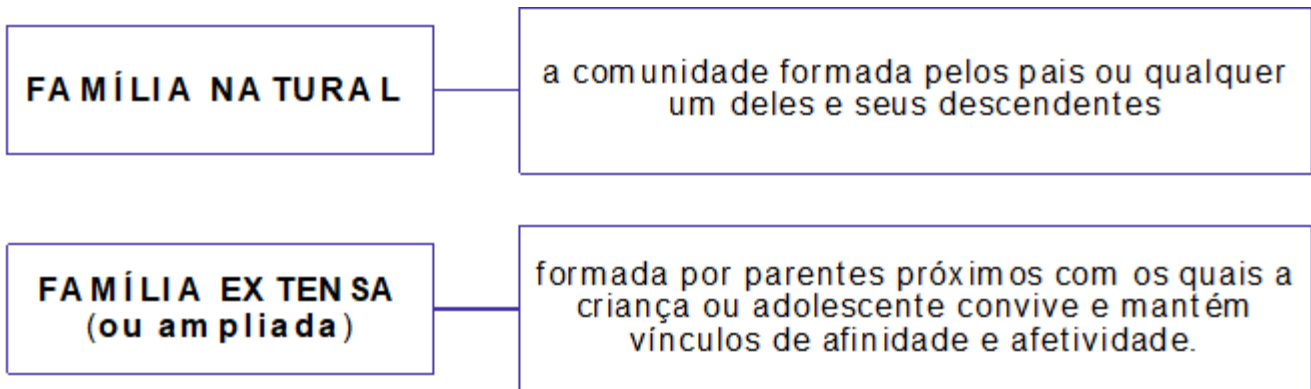 FAMÍLIA NATURAL
a comunidade formada pelos pais ou qualquer
um deles e seus descendentes
FAMÍLIA EXTENSA
(ou ampliada)
formada por parentes próximos com os quais a
criança ou adolescente convive e mantém
vínculos de afinidade e afetividade.